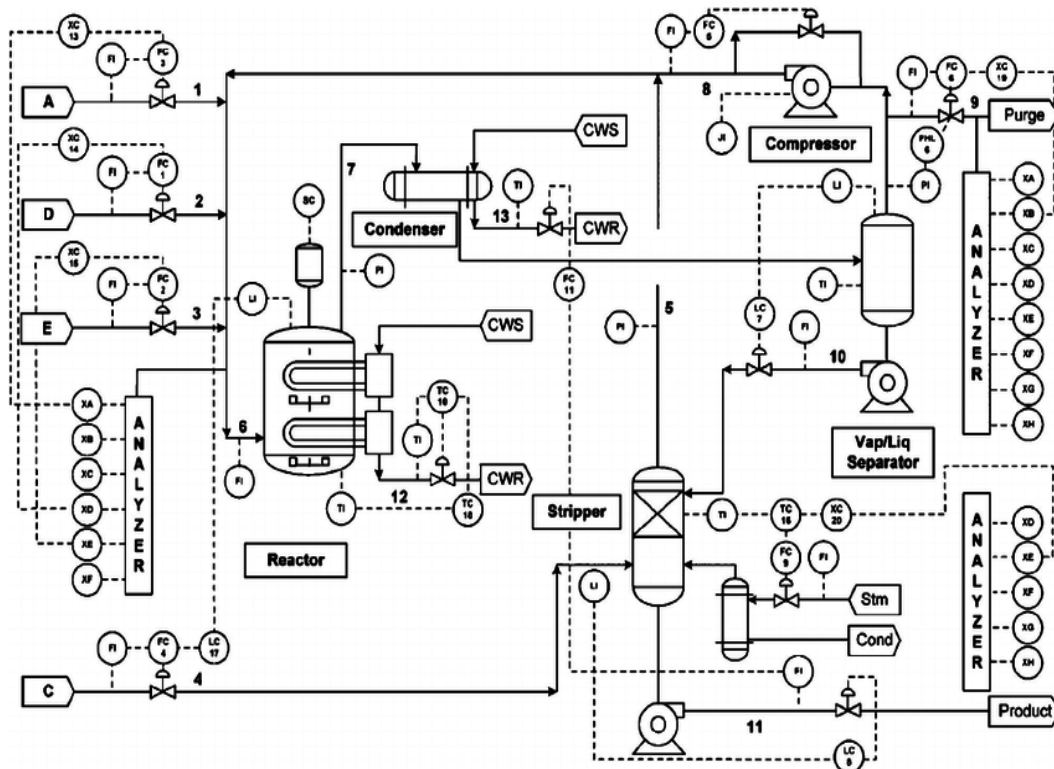 XC
13
FI
FC
3
A
1
XC
14
FI
FC
1
D
2
XC
15
FI
FC
2
E
3
LI
SC
7
CWS
TI
13
CWR
Condenser
PI
FC
11
CWS
TC
10
TI
CWR
12
TI
TC
18
6
FI
Reactor
XA
XB
XC
XD
XE
XF
ANALYZER
FI
FC
4
LC
17
C
4
FI
FC
5
8
JI
Compressor
LI
FI
FC
6
XC
19
9
Purge
PHL
6
PI
XA
XB
XC
XD
XE
XF
XG
XH
ANALYZER
TI
LC
7
FI
10
Vap/Liq
Separator
5
PI
Stripper
TI
TC
16
XC
20
FC
9
FI
Stm
Cond
LI
FI
11
LC
8
Product
XD
XE
XF
XG
XH
ANALYZER